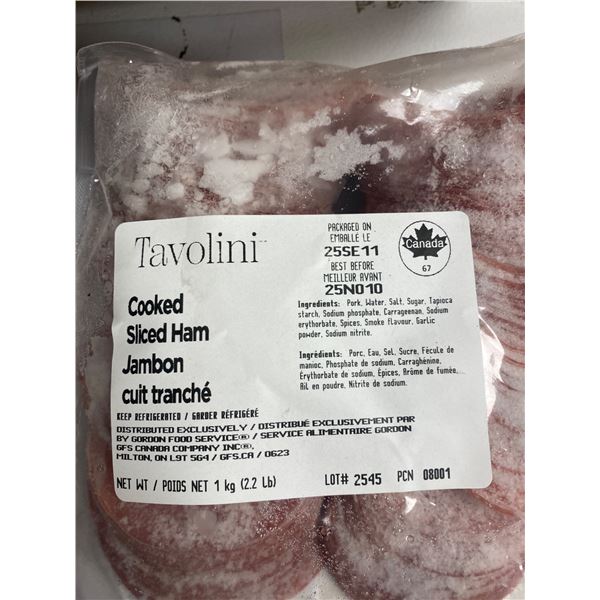 Tavolini™
Cooked
Sliced Ham
Jambon
cuit tranché
PACKAGED ON
EMBALLÉ LE
25SE11
BEST BEFORE
MEILLEUR AVANT
25NO10
Canada
67
Ingredients: Pork, Water, Salt, Sugar, Tapioca
starch, Sodium phosphate, Carrageenan, Sodium
erythorbate, Spices, Smoke flavour, Garlic
powder, Sodium nitrite.
Ingrédients: Porc, Eau, Sel, Sucre, Fécule de
manioc, Phosphate de sodium, Carraghénine,
Érythorbate de sodium, Épices, Arôme de fumée,
Ail en poudre, Nitrite de sodium.
KEEP REFRIGERATED / GARDER RÉFRIGÉRÉ
DISTRIBUTED EXCLUSIVELY / DISTRIBUÉ EXCLUSIVEMENT PAR
BY GORDON FOOD SERVICE® / SERVICE ALIMENTAIRE GORDON
GFS CANADA COMPANY INC®,
MILTON, ON L9T 5G4 / GFS.CA / 0623
NET WT / POIDS NET 1 kg (2.2 Lb) LOT# 2545 PCN 08001